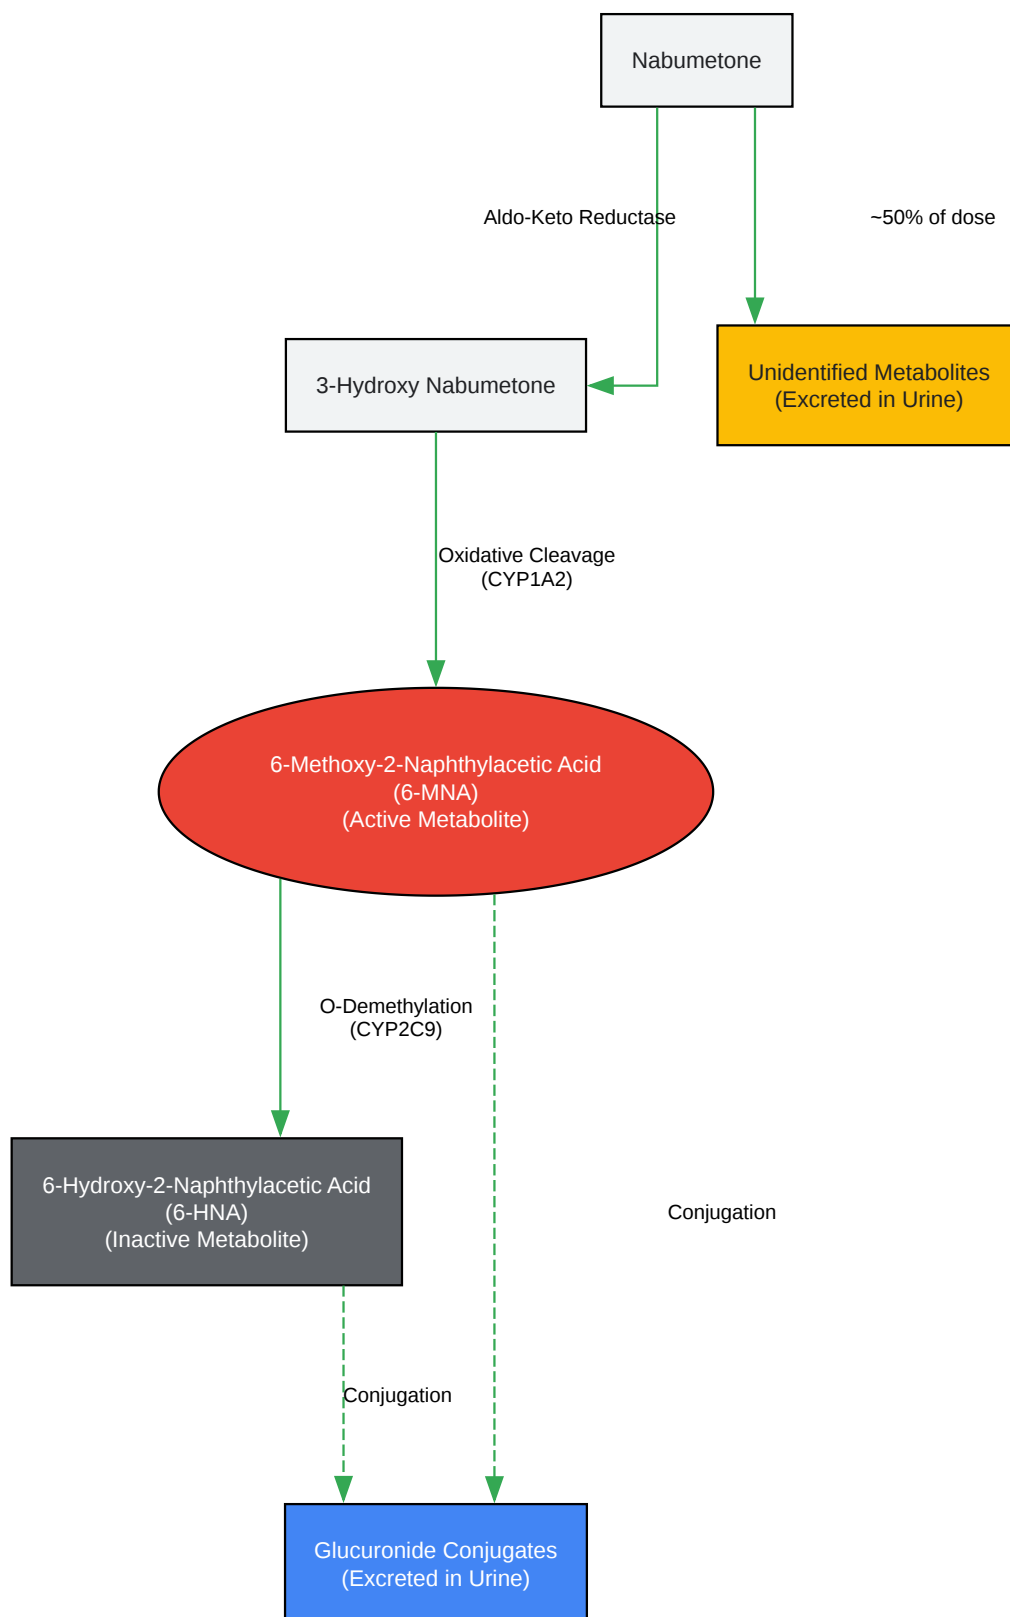 Nabumetone
Aldo-Keto Reductase
~50% of dose
3-Hydroxy Nabumetone
Unidentified Metabolites
(Excreted in Urine)
Oxidative Cleavage
(CYP1A2)
6-Methoxy-2-Naphthylacetic Acid
(6-MNA)
(Active Metabolite)
O-Demethylation
(CYP2C9)
6-Hydroxy-2-Naphthylacetic Acid
(6-HNA)
(Inactive Metabolite)
Conjugation
Conjugation
Glucuronide Conjugates
(Excreted in Urine)